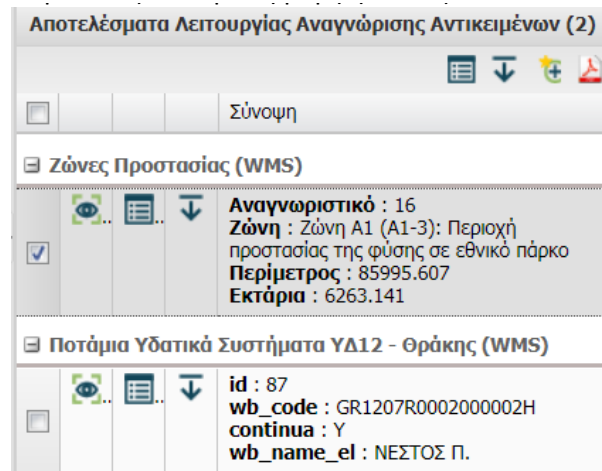 Αποτελέσματα Λειτουργίας Αναγνώρισης Αντικειμένων (2)
Σύνοψη
Ζώνες Προστασίας (WMS)
Αναγνωριστικό : 16
Ζώνη : Ζώνη Α1 (Α1-3): Περιοχή
προστασίας της φύσης σε εθνικό πάρκο
Περίμετρος : 85995.607
Εκτάρια : 6263.141
Ποτάμια Υδατικά Συστήματα ΥΔ12 - Θράκης (WMS)
id : 87
wb_code : GR1207R0002000002H
continua : Y
wb_name_el : ΝΕΣΤΟΣ Π.